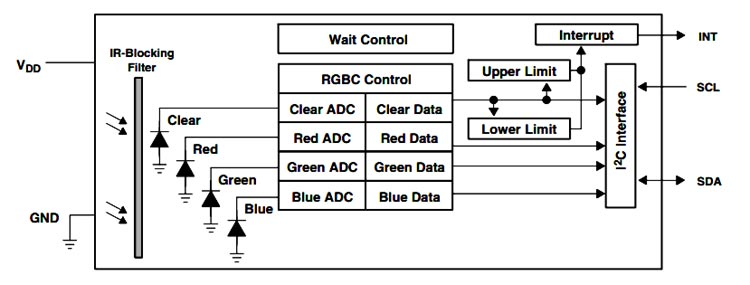 IR-Blocking
Filter
Wait Control
Interrupt
INT
VDD
RGBC Control
Upper Limit
SCL
Clear
Clear ADC
Clear Data
Lower Limit
Red
Red ADC
Red Data
I2C Interface
Green
Green ADC
Green Data
SDA
Blue
Blue ADC
Blue Data
GND